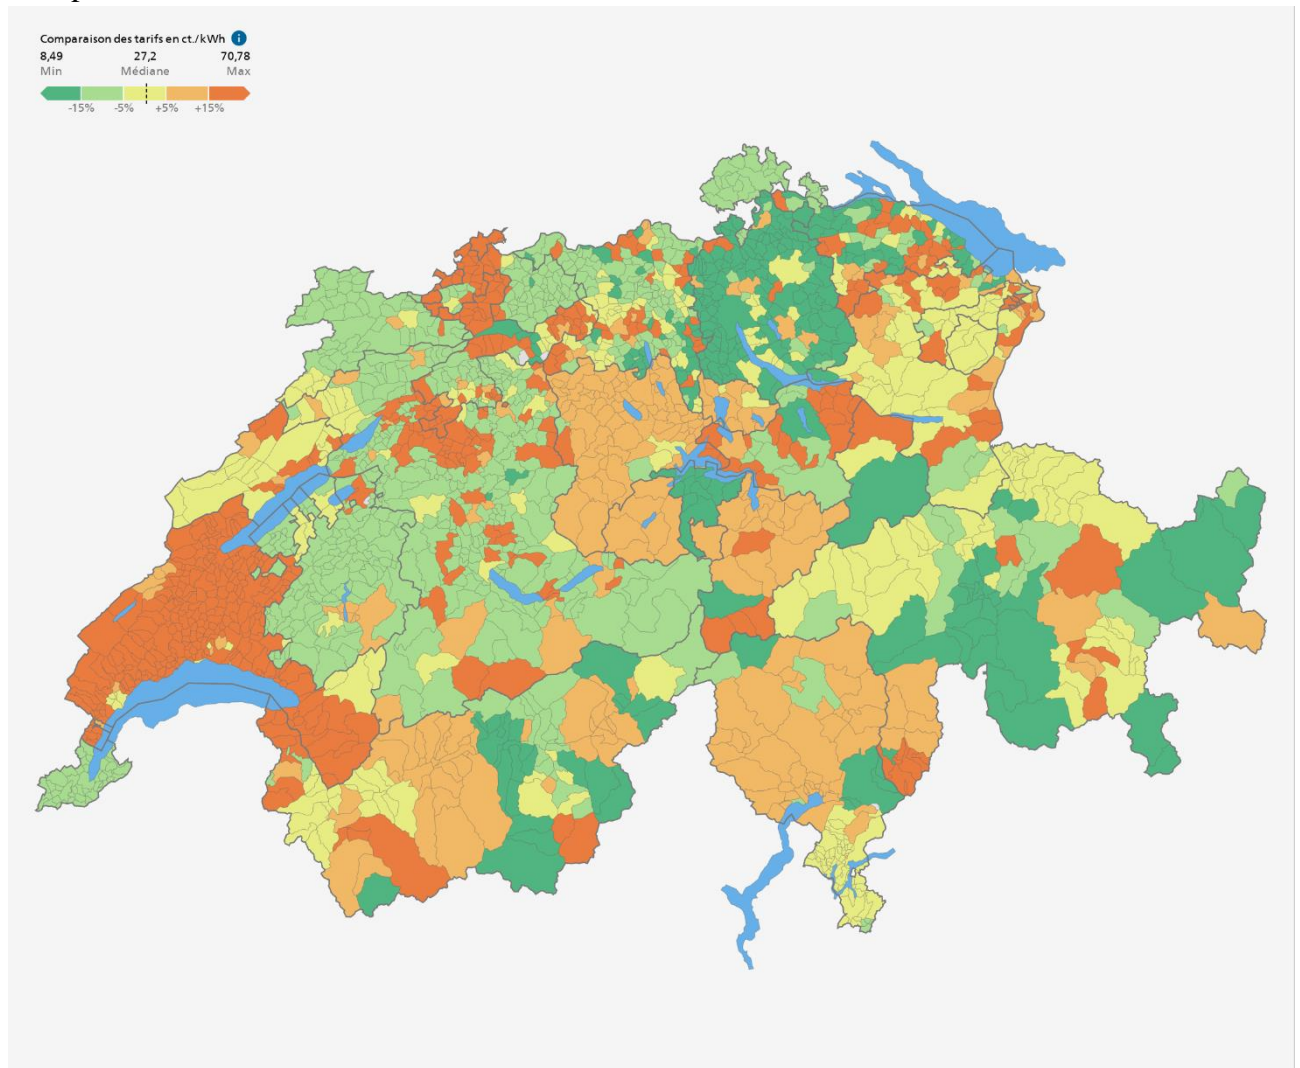 Comparaison des tarifs en ct./kWh i
8,49 27,2 70,78
Min Médiane Max
-15% -5% +5% +15%